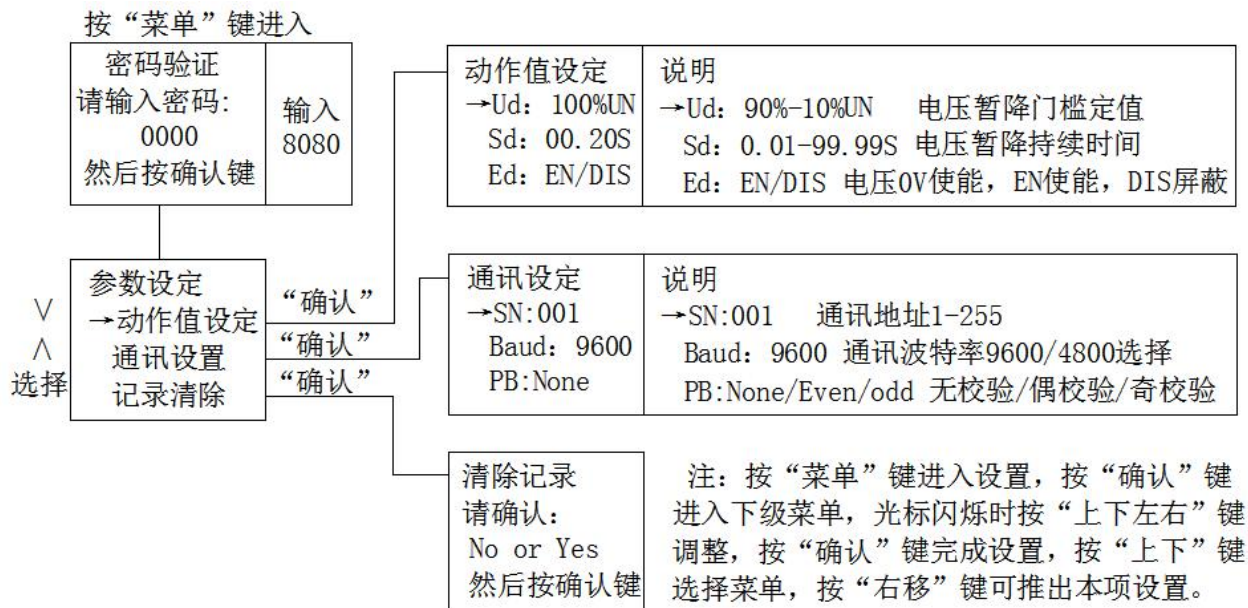 按“菜单”键进入
密码验证
请输入密码:
0000
然后按确认键
输入
8080
动作值设定
→Ud: 100%UN
Sd: 00.20S
Ed: EN/DIS
说明
→Ud: 90%-10%UN 电压暂降门槛定值
Sd: 0.01-99.99S 电压暂降持续时间
Ed: EN/DIS 电压0V使能，EN使能，DIS屏蔽
∨
∧
选择
参数设定
→动作值设定
通讯设置
记录清除
“确认”
“确认”
“确认”
通讯设定
→SN:001
Baud: 9600
PB:None
说明
→SN:001 通讯地址1-255
Baud: 9600 通讯波特率9600/4800选择
PB:None/Even/odd 无校验/偶校验/奇校验
清除记录
请确认:
No or Yes
然后按确认键
注: 按“菜单”键进入设置，按“确认”键
进入下级菜单，光标闪烁时按“上下左右”键
调整，按“确认”键完成设置，按“上下”键
选择菜单，按“右移”键可推出本项设置。